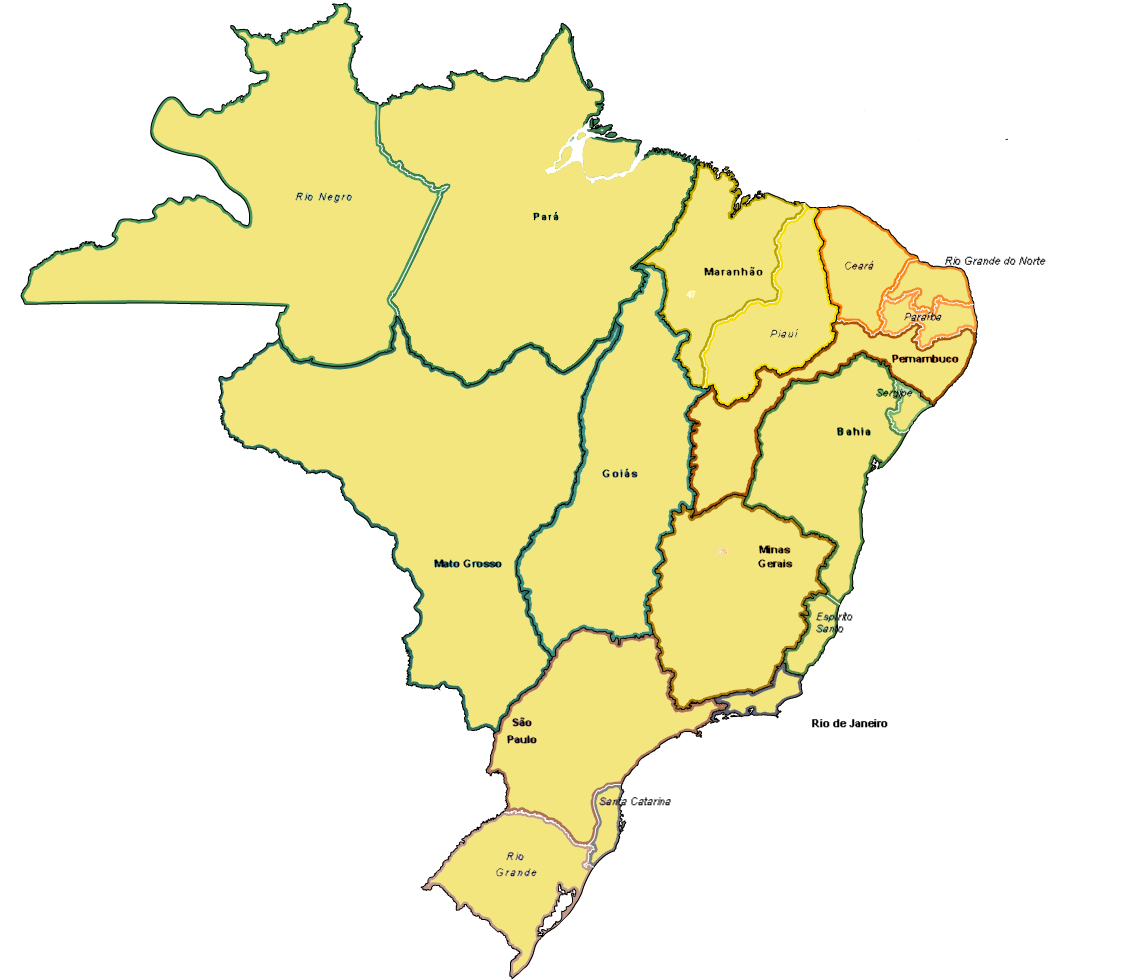 Rio Negro
Pará
Maranhão
Ceará
Rio Grande do Norte
Piauí
Paraíba
Pernambuco
Sergipe
Bahia
Goiás
Mato Grosso
Minas
Gerais
Espírito
Santo
São
Paulo
Rio de Janeiro
Santa Catarina
Rio
Grande